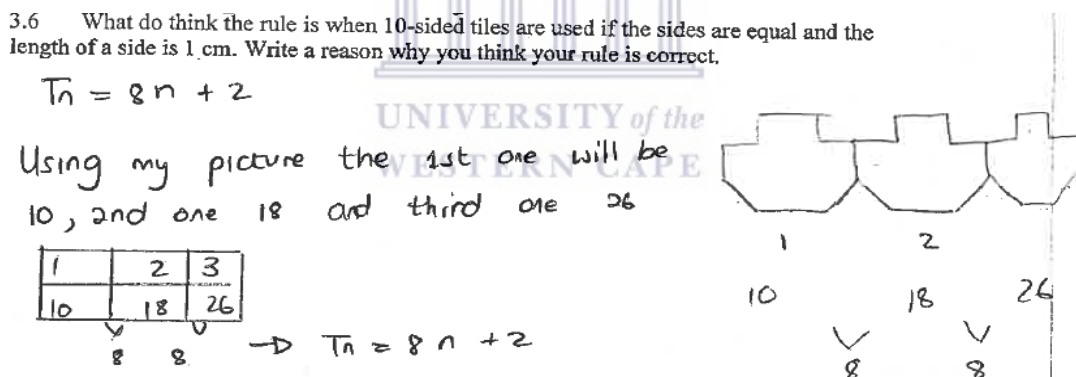 3.6 What do think the rule is when 10-sided tiles are used if the sides are equal and the
length of a side is 1 cm. Write a reason why you think your rule is correct.
Tn = 8n + 2
UNIVERSITY of the
WESTERN CAPE
Using my picture the 1st one will be
10, 2nd one 18 and third one 26
1 2 3
10 18 26
8 8
→ Tn = 8n + 2
1 2
10 18 26
8 8